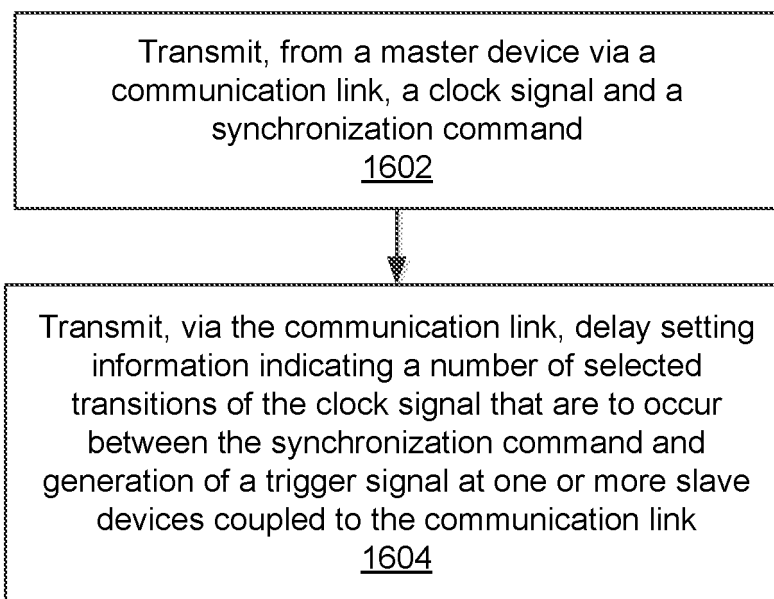 Transmit, from a master device via a
communication link, a clock signal and a
synchronization command
1602
Transmit, via the communication link, delay setting
information indicating a number of selected
transitions of the clock signal that are to occur
between the synchronization command and
generation of a trigger signal at one or more slave
devices coupled to the communication link
1604